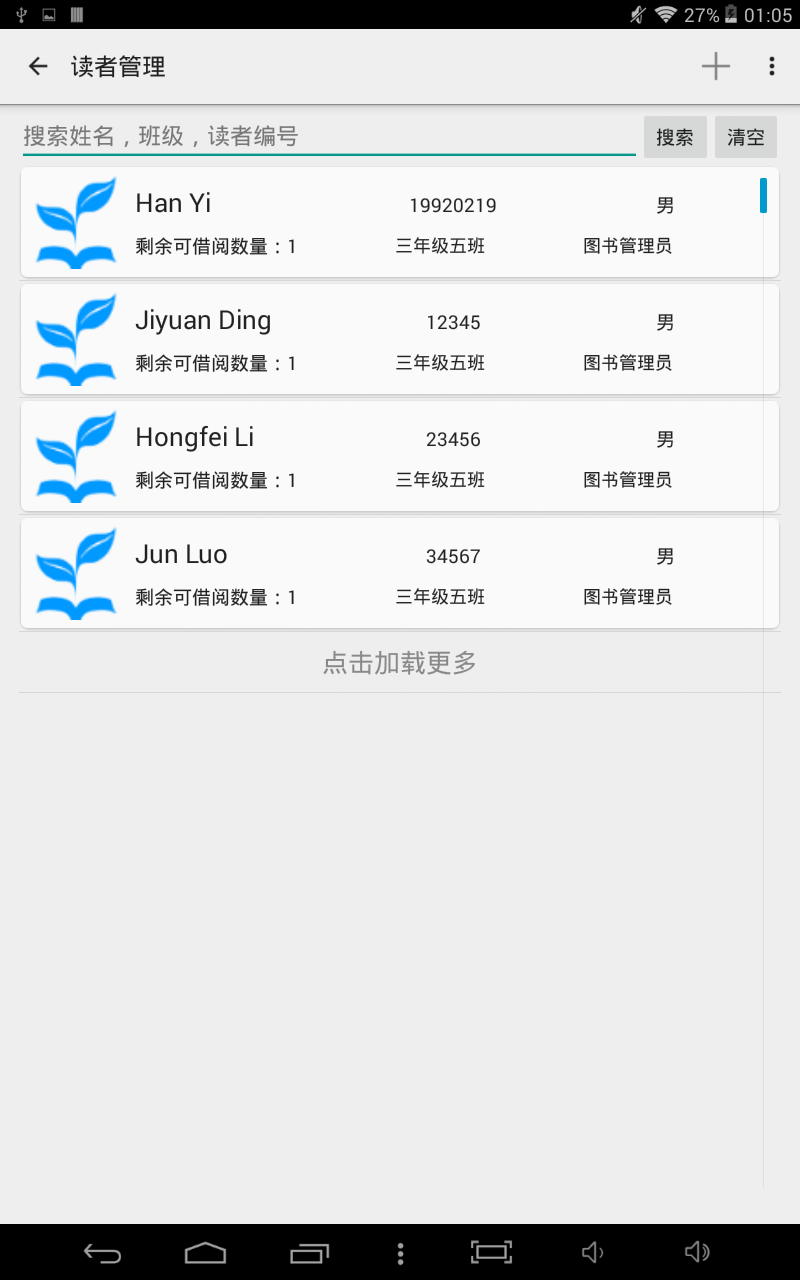 27% 01:05
读者管理
搜索姓名，班级，读者编号 搜索 清空
Han Yi 19920219 男
剩余可借阅数量：1 三年级五班 图书管理员
Jiyuan Ding 12345 男
剩余可借阅数量：1 三年级五班 图书管理员
Hongfei Li 23456 男
剩余可借阅数量：1 三年级五班 图书管理员
Jun Luo 34567 男
剩余可借阅数量：1 三年级五班 图书管理员
点击加载更多